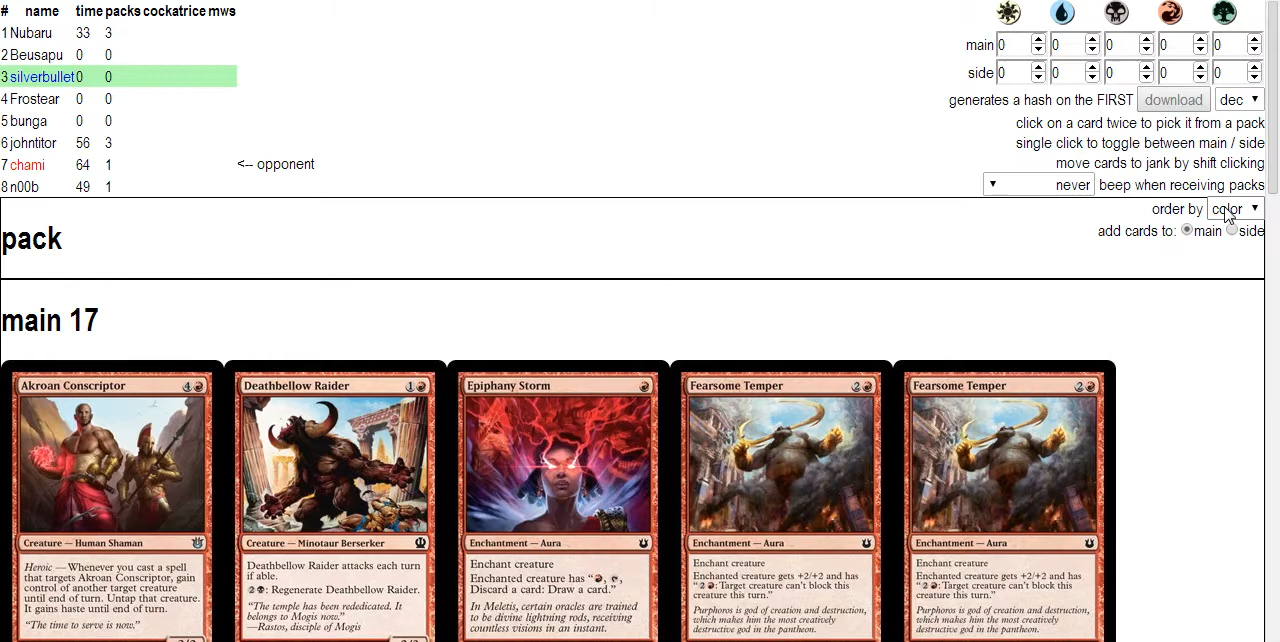 # name time packs cockatrice mws
1 Nubaru 33 3
2 Beusapu 0 0
3 silverbullet 0 0
4 Frostear 0 0
5 bunga 0 0
6 johntitor 56 3
7 chami 64 1 <-- opponent
8 n00b 49 1
main 0 0 0 0 0
side 0 0 0 0 0
generates a hash on the FIRST download dec
click on a card twice to pick it from a pack
single click to toggle between main / side
move cards to jank by shift clicking
never beep when receiving packs
order by color
add cards to: main side
pack
main 17
Akroan Conscriptor 4
Creature — Human Shaman
Heroic — Whenever you cast a spell
that targets Akroan Conscriptor, gain
control of another target creature
until end of turn. Untap that creature.
It gains haste until end of turn.
“The time to serve is now.”
Deathbellow Raider 1
Creature — Minotaur Berserker
Deathbellow Raider attacks each turn
if able.
2 : Regenerate Deathbellow Raider.
“The temple has been rededicated. It
belongs to Mogis now.”
—Rastos, disciple of Mogis
Epiphany Storm
Enchantment — Aura
Enchant creature
Enchanted creature has “ , ,
Discard a card: Draw a card.”
In Meletis, certain oracles are trained
to be divine lightning rods, receiving
countless visions in an instant.
Fearsome Temper 2
Enchantment — Aura
Enchant creature
Enchanted creature gets +2/+2 and has
“2 : Target creature can't block this
creature this turn.”
Purphoros is god of creation and destruction,
which makes him the most creatively
destructive god in the pantheon.
Fearsome Temper 2
Enchantment — Aura
Enchant creature
Enchanted creature gets +2/+2 and has
“2 : Target creature can't block this
creature this turn.”
Purphoros is god of creation and destruction,
which makes him the most creatively
destructive god in the pantheon.